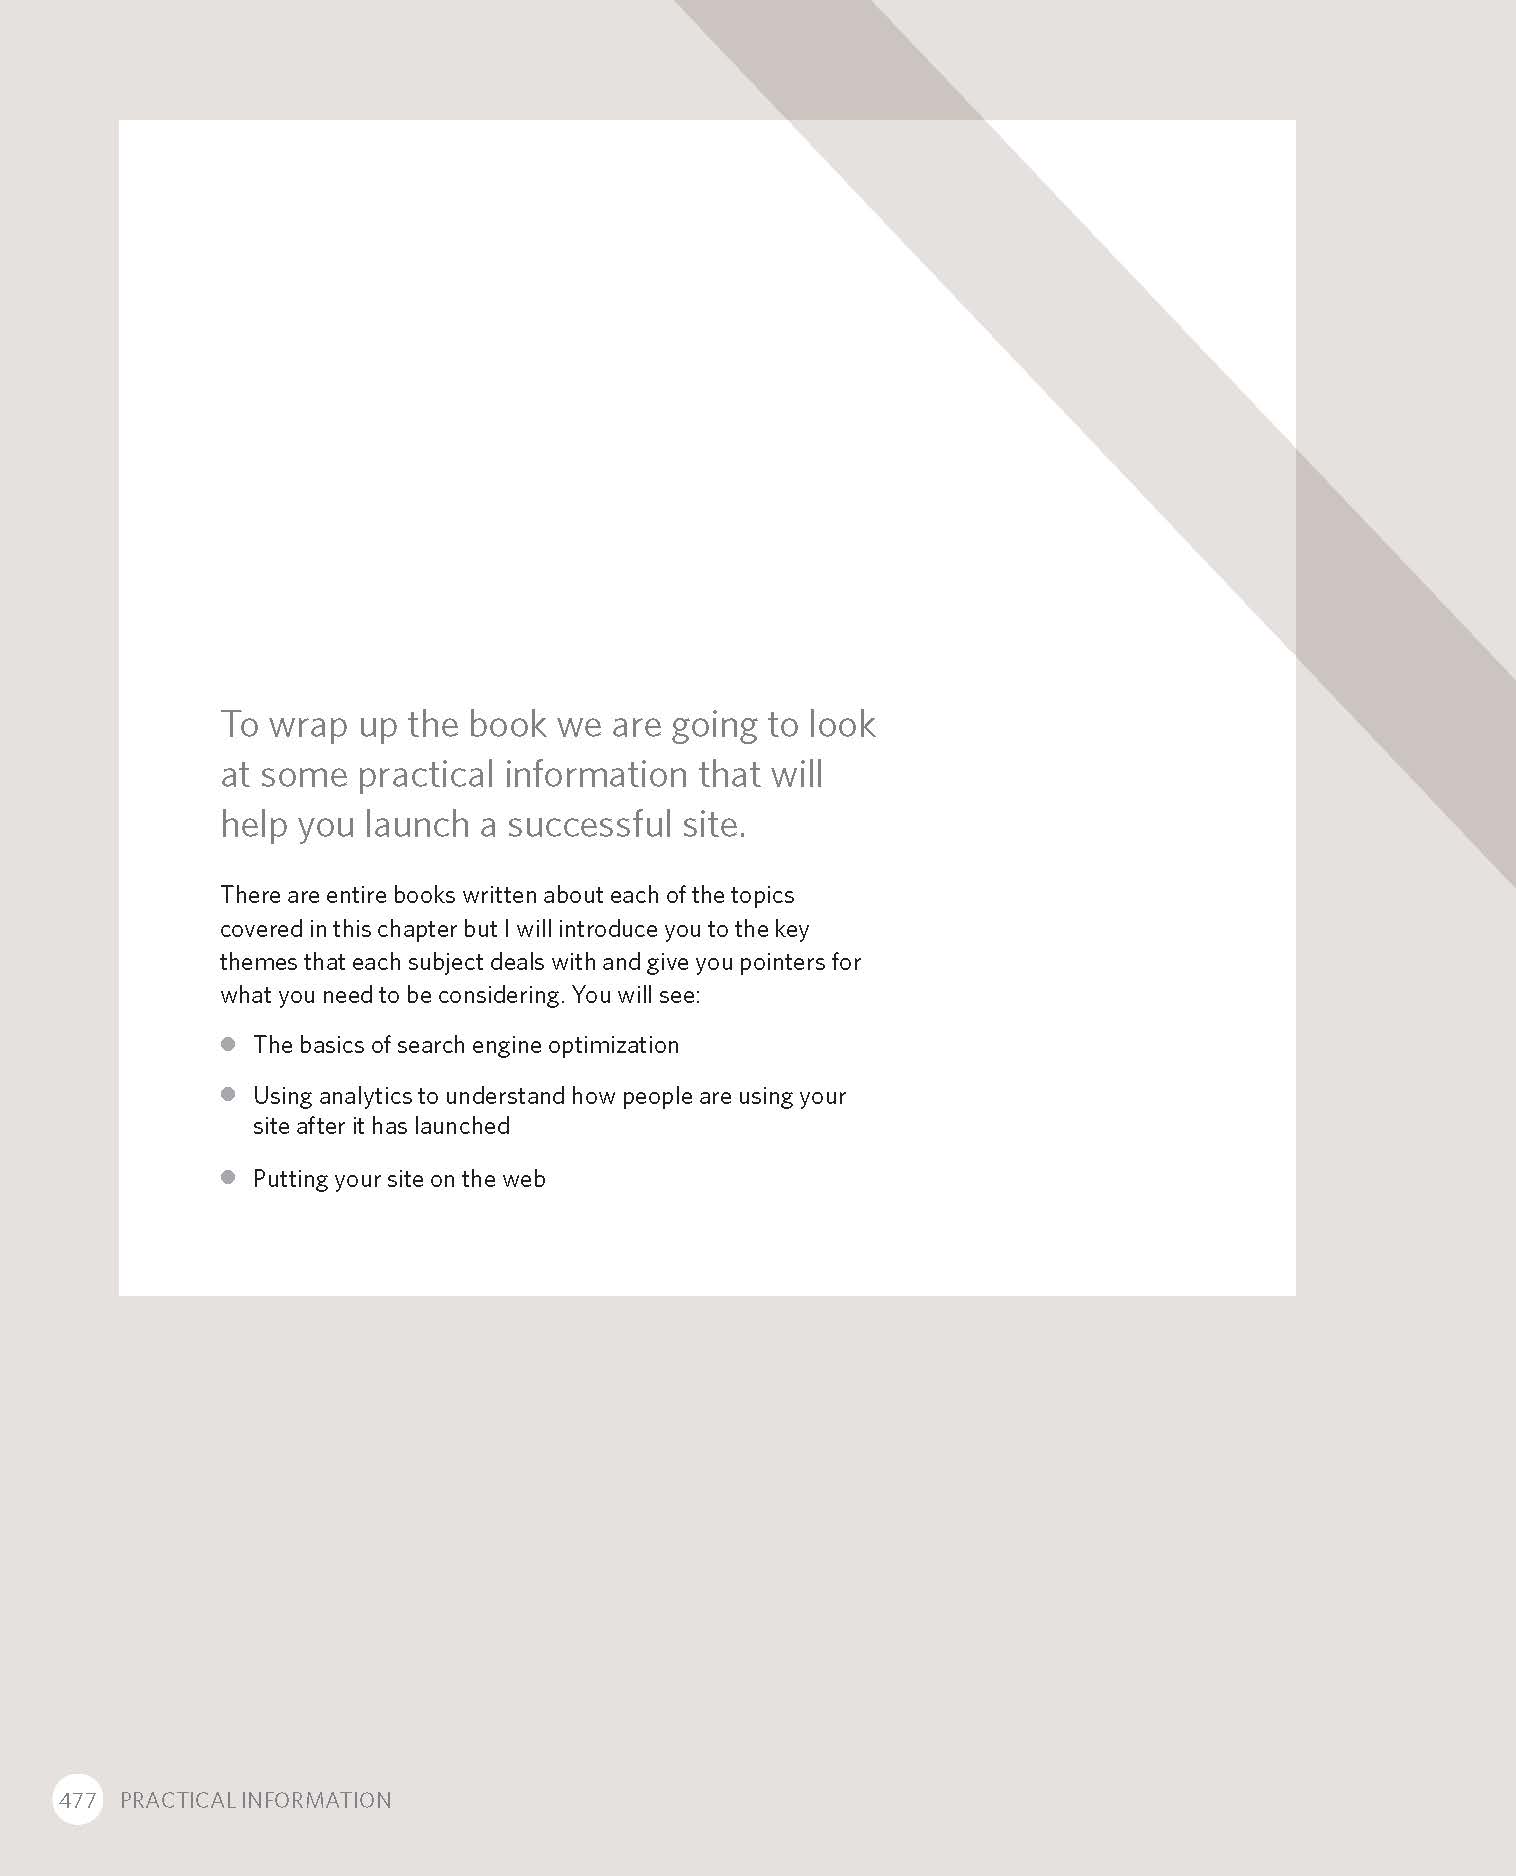 To wrap up the book we are going to look
at some practical information that will
help you launch a successful site.
There are entire books written about each of the topics
covered in this chapter but I will introduce you to the key
themes that each subject deals with and give you pointers for
what you need to be considering. You will see:
● The basics of search engine optimization
● Using analytics to understand how people are using your
site after it has launched
● Putting your site on the web
477 PRACTICAL INFORMATION